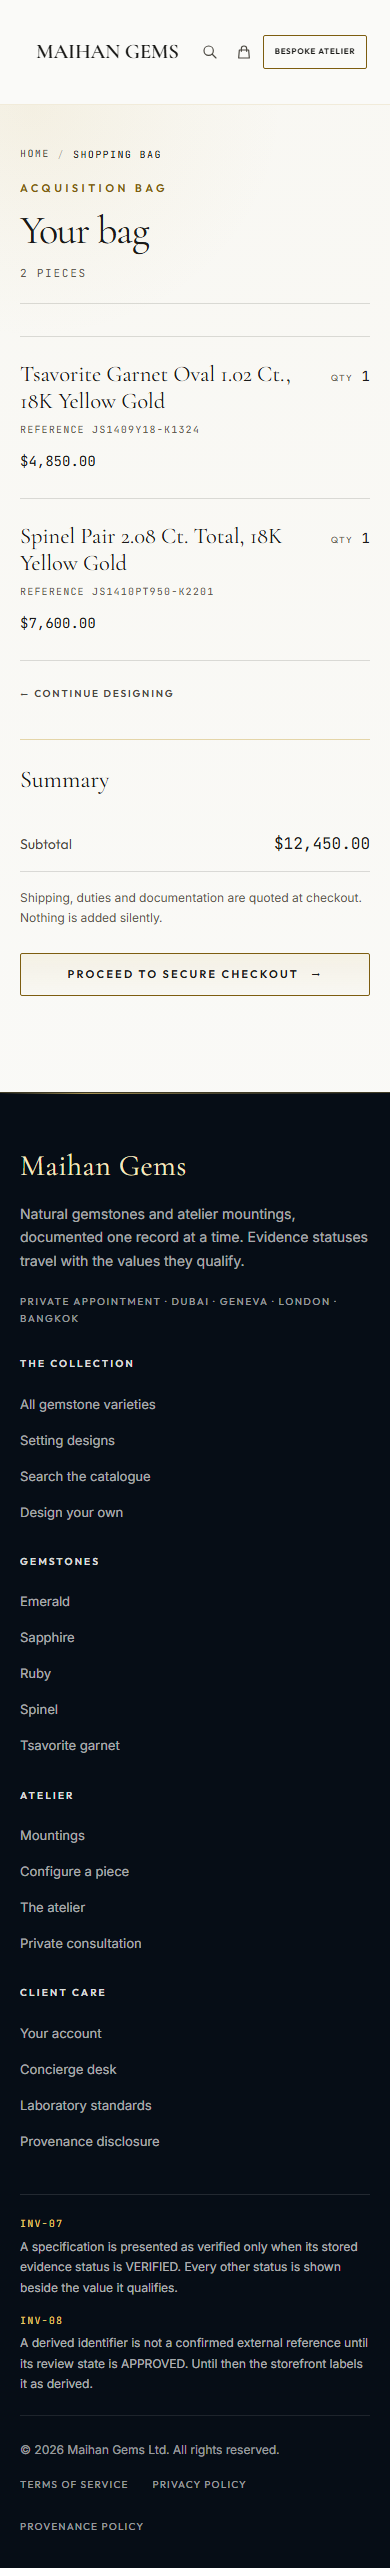 MAIHAN GEMS
BESPOKE ATELIER
HOME / SHOPPING BAG
ACQUISITION BAG
Your bag
2 PIECES
Tsavorite Garnet Oval 1.02 Ct., QTY 1
18K Yellow Gold
REFERENCE JS1409Y18-K1324
$4,850.00
Spinel Pair 2.08 Ct. Total, 18K QTY 1
Yellow Gold
REFERENCE JS1410PT950-K2201
$7,600.00
← CONTINUE DESIGNING
Summary
Subtotal $12,450.00
Shipping, duties and documentation are quoted at checkout.
Nothing is added silently.
PROCEED TO SECURE CHECKOUT →
Maihan Gems
Natural gemstones and atelier mountings,
documented one record at a time. Evidence statuses
travel with the values they qualify.
PRIVATE APPOINTMENT · DUBAI · GENEVA · LONDON ·
BANGKOK
THE COLLECTION
All gemstone varieties
Setting designs
Search the catalogue
Design your own
GEMSTONES
Emerald
Sapphire
Ruby
Spinel
Tsavorite garnet
ATELIER
Mountings
Configure a piece
The atelier
Private consultation
CLIENT CARE
Your account
Concierge desk
Laboratory standards
Provenance disclosure
INV-07
A specification is presented as verified only when its stored
evidence status is VERIFIED. Every other status is shown
beside the value it qualifies.
INV-08
A derived identifier is not a confirmed external reference until
its review state is APPROVED. Until then the storefront labels
it as derived.
© 2026 Maihan Gems Ltd. All rights reserved.
TERMS OF SERVICE PRIVACY POLICY
PROVENANCE POLICY